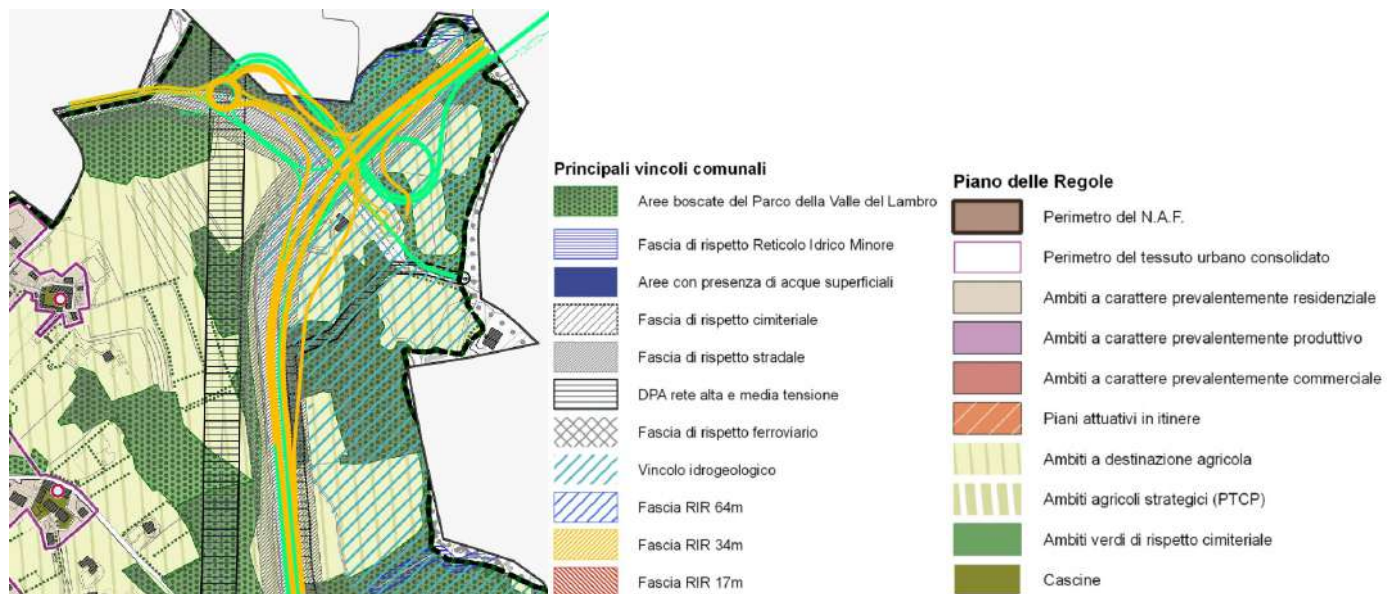 Principali vincoli comunali
Aree boscate del Parco della Valle del Lambro
Fascia di rispetto Reticolo Idrico Minore
Aree con presenza di acque superficiali
Fascia di rispetto cimiteriale
Fascia di rispetto stradale
DPA rete alta e media tensione
Fascia di rispetto ferroviario
Vincolo idrogeologico
Fascia RIR 64m
Fascia RIR 34m
Fascia RIR 17m
Piano delle Regole
Perimetro del N.A.F.
Perimetro del tessuto urbano consolidato
Ambiti a carattere prevalentemente residenziale
Ambiti a carattere prevalentemente produttivo
Ambiti a carattere prevalentemente commerciale
Piani attuativi in itinere
Ambiti a destinazione agricola
Ambiti agricoli strategici (PTCP)
Ambiti verdi di rispetto cimiteriale
Cascine